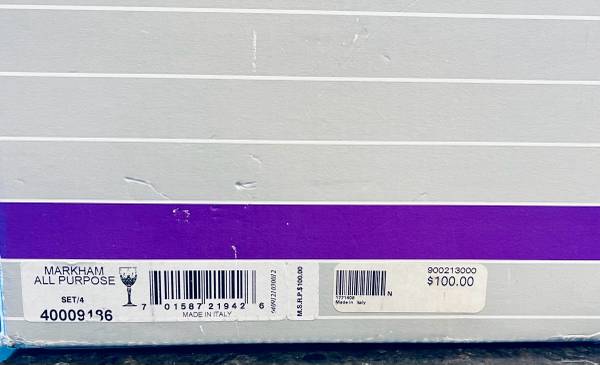 MARKHAM
ALL PURPOSE
SET/4
40009186
7 01587 21942 6
MADE IN ITALY
M.S.R.P.$100.00
900213000
$100.00
N
1771608
Made in Italy